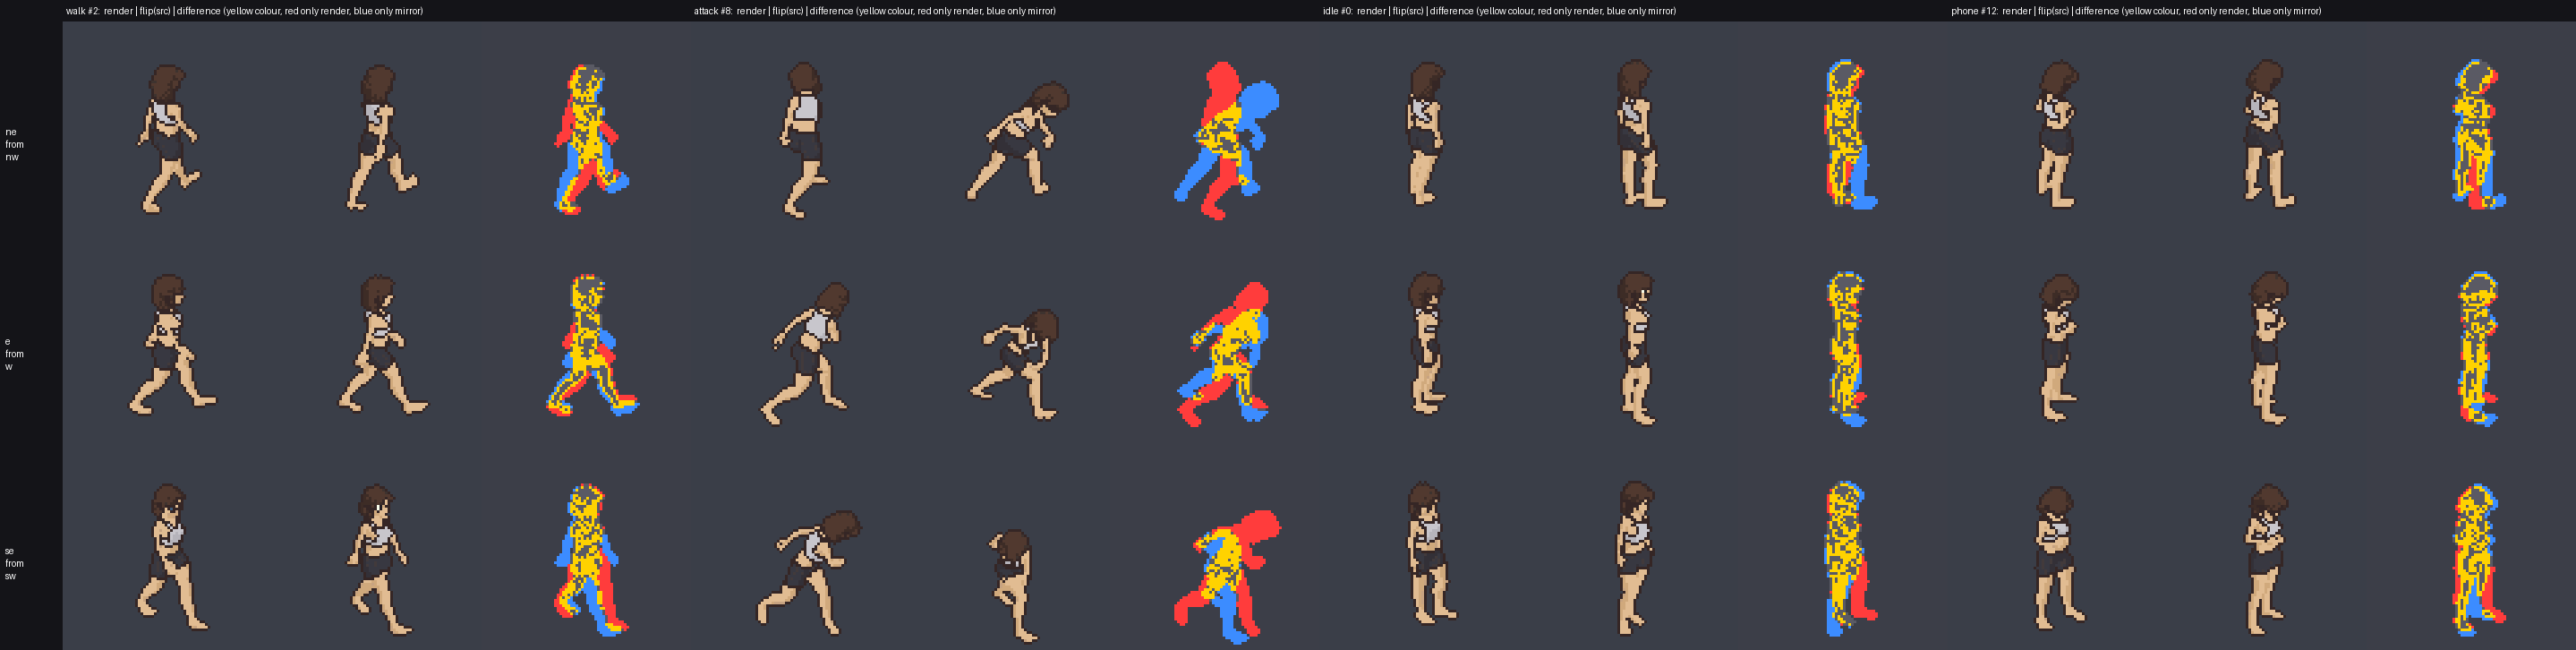 walk #2: render | flip(src) | difference (yellow colour, red only render, blue only mirror)
attack #8: render | flip(src) | difference (yellow colour, red only render, blue only mirror)
idle #0: render | flip(src) | difference (yellow colour, red only render, blue only mirror)
phone #12: render | flip(src) | difference (yellow colour, red only render, blue only mirror)
ne
from
nw
e
from
w
se
from
sw